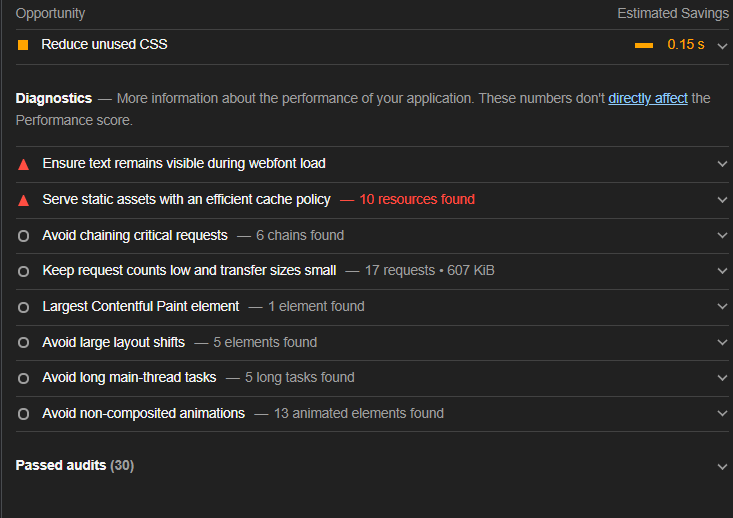 Opportunity Estimated Savings
Reduce unused CSS 0.15 s
Diagnostics — More information about the performance of your application. These numbers don't directly affect the
Performance score.
Ensure text remains visible during webfont load
Serve static assets with an efficient cache policy — 10 resources found
Avoid chaining critical requests — 6 chains found
Keep request counts low and transfer sizes small — 17 requests • 607 KiB
Largest Contentful Paint element — 1 element found
Avoid large layout shifts — 5 elements found
Avoid long main-thread tasks — 5 long tasks found
Avoid non-composited animations — 13 animated elements found
Passed audits (30)